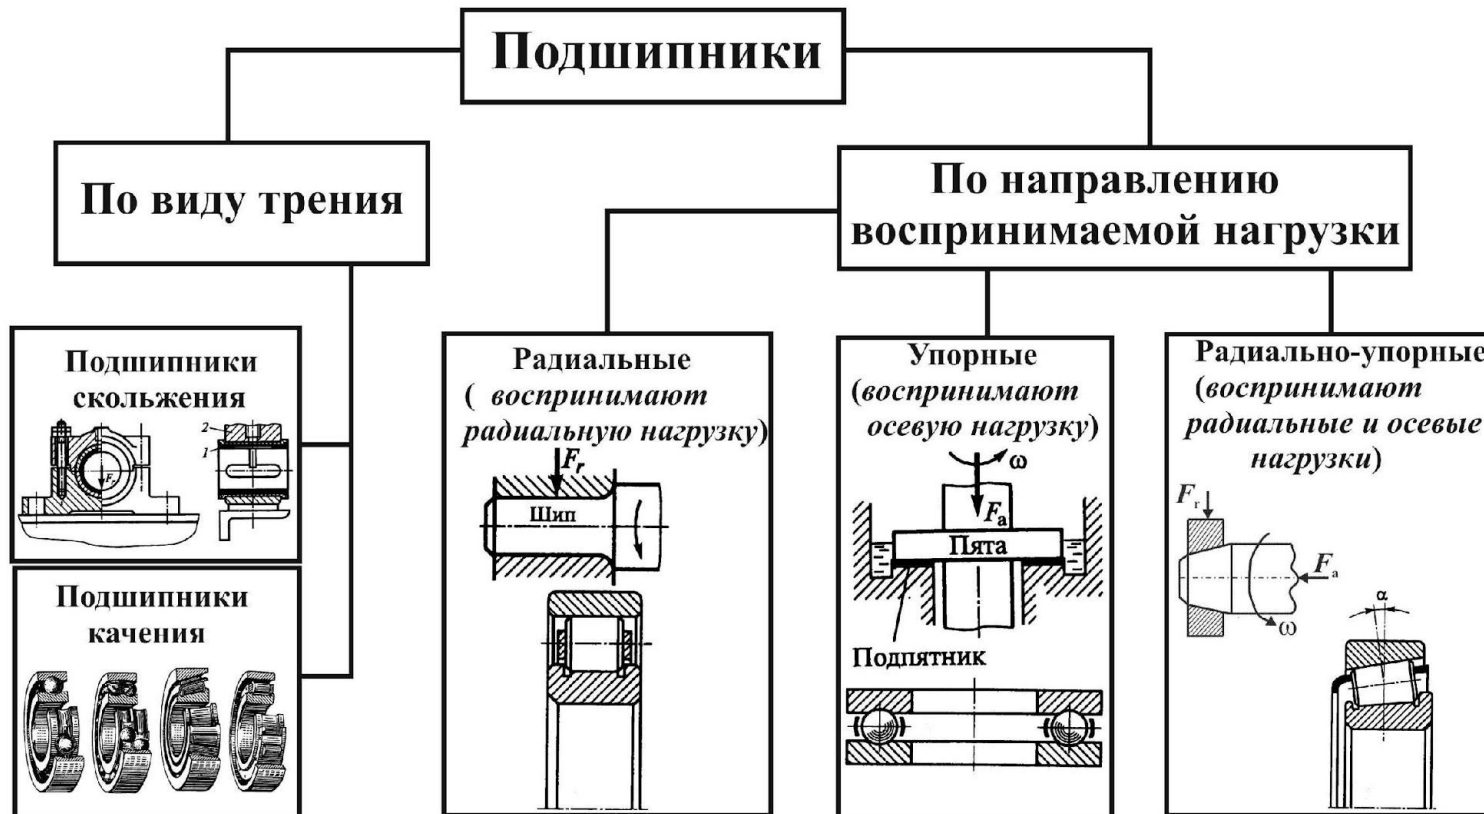 Подшипники
По виду трения
По направлению
воспринимаемой нагрузки
Подшипники
скольжения
2
1
Fr
Подшипники
качения
Радиальные
( воспринимают
радиальную нагрузку)
Fr
Шип
Упорные
(воспринимают
осевую нагрузку)
ω
Fa
Пята
Подпятник
Радиально-упорные
(воспринимают
радиальные и осевые
нагрузки)
Fr
Fa
ω
α